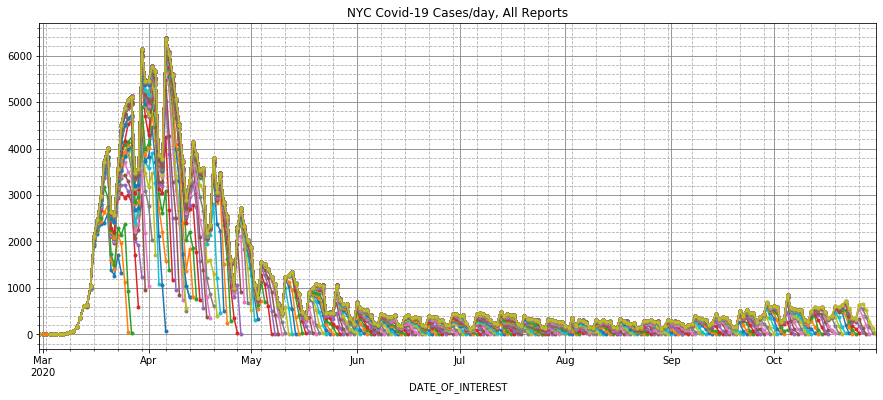 NYC Covid-19 Cases/day, All Reports
6000
5000
4000
3000
2000
1000
0
Mar Apr May Jun Jul Aug Sep Oct
2020
DATE_OF_INTEREST